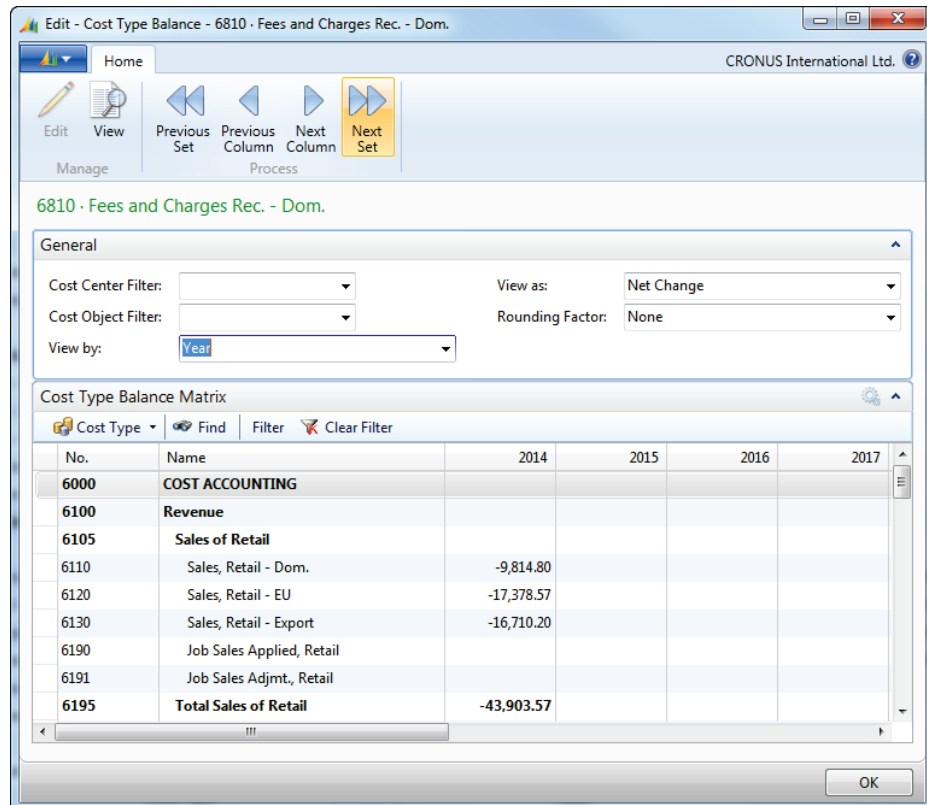 Edit - Cost Type Balance - 6810 · Fees and Charges Rec. - Dom.
Home
CRONUS International Ltd.
Edit View Previous Set Previous Column Next Column Next Set
Manage Process
6810 · Fees and Charges Rec. - Dom.
General
Cost Center Filter: View as: Net Change
Cost Object Filter: Rounding Factor: None
View by: Year
Cost Type Balance Matrix
Cost Type Find Filter Clear Filter
No. Name 2014 2015 2016 2017
6000 COST ACCOUNTING
6100 Revenue
6105 Sales of Retail
6110 Sales, Retail - Dom. -9,814.80
6120 Sales, Retail - EU -17,378.57
6130 Sales, Retail - Export -16,710.20
6190 Job Sales Applied, Retail
6191 Job Sales Adjmt., Retail
6195 Total Sales of Retail -43,903.57
OK